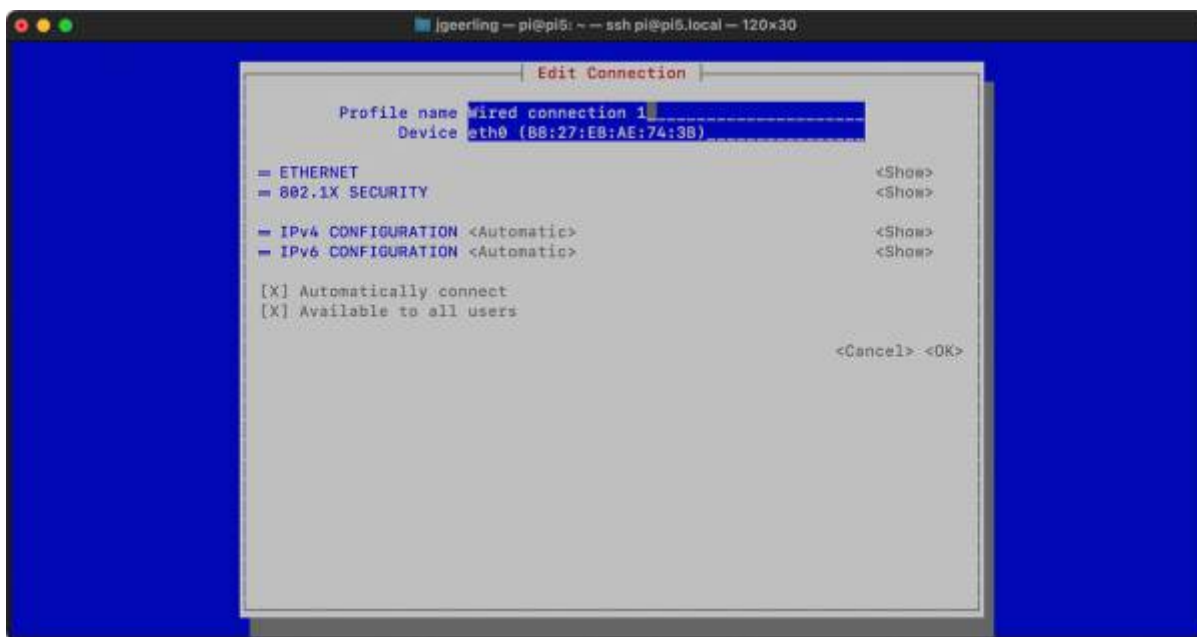 jgeerling — pi@pi5: ~ — ssh pi@pi5.local — 120×30
Edit Connection
Profile name Wired connection 1
Device eth0 (B8:27:EB:AE:74:3B)
ETHERNET <Show>
802.1X SECURITY <Show>
IPv4 CONFIGURATION <Automatic> <Show>
IPv6 CONFIGURATION <Automatic> <Show>
[X] Automatically connect
[X] Available to all users
<Cancel> <OK>